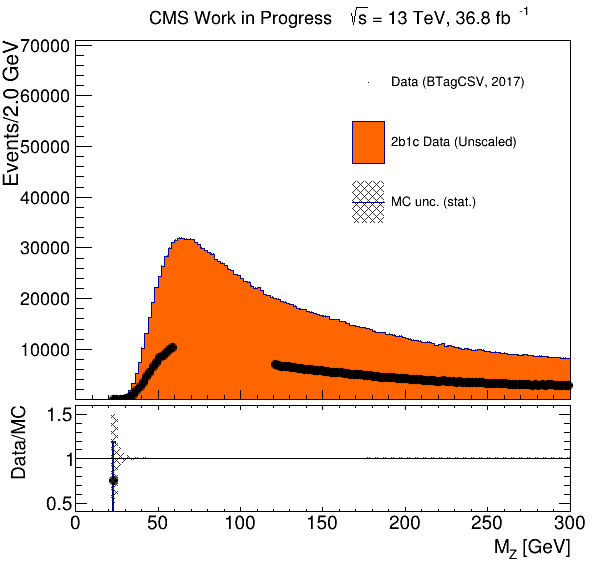 CMS Work in Progress √s = 13 TeV, 36.8 fb⁻¹
Events/2.0 GeV
70000
60000
50000
40000
30000
20000
10000
Data (BTagCSV, 2017)
2b1c Data (Unscaled)
MC unc. (stat.)
Data/MC
1.5
1
0.5
0 50 100 150 200 250 300
M_Z [GeV]